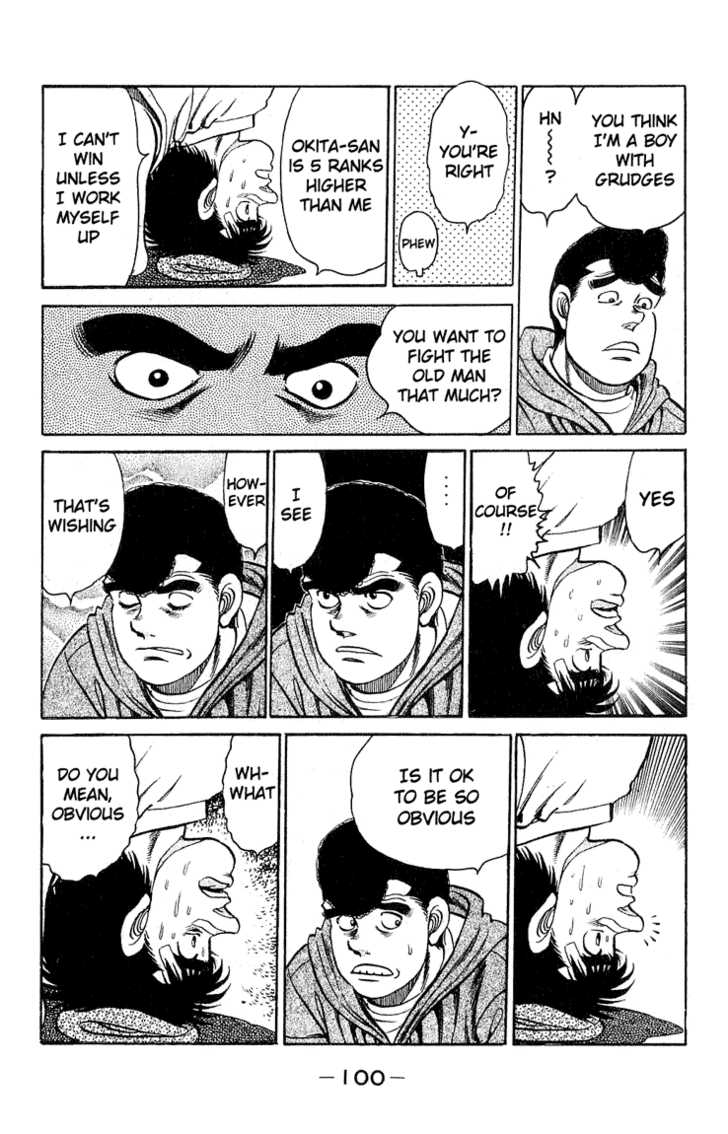 YOU THINK
I'M A BOY
WITH
GRUDGES
HN
~~~
?
Y-
YOU'RE
RIGHT
PHEW
OKITA-SAN
IS 5 RANKS
HIGHER
THAN ME
I CAN'T
WIN
UNLESS
I WORK
MYSELF
UP
YOU WANT TO
FIGHT THE
OLD MAN
THAT MUCH?
YES
OF
COURSE
!!
.....
I
SEE
HOW-
EVER
THAT'S
WISHING
IS IT OK
TO BE SO
OBVIOUS
WH-
WHAT
DO YOU
MEAN,
OBVIOUS
...
— 100 —